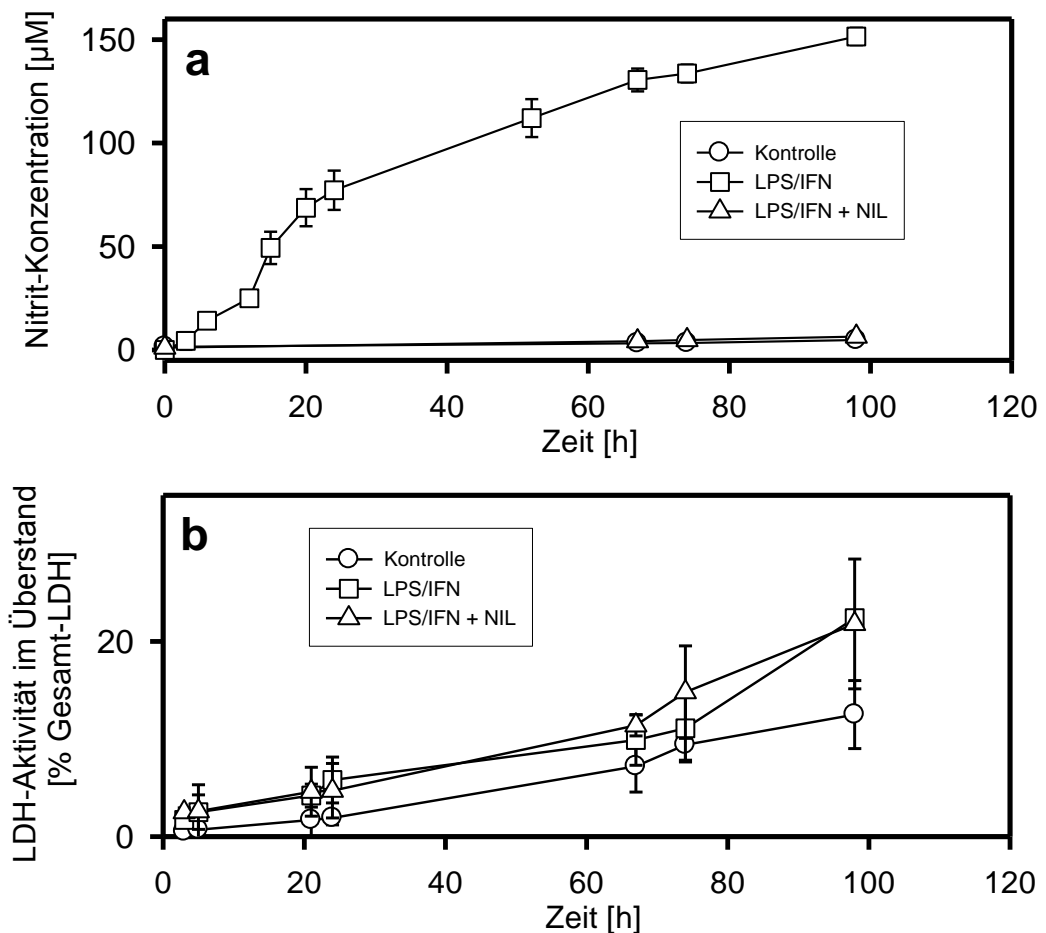 a
Nitrit-Konzentration [µM]
150
100
50
0
Kontrolle
LPS/IFN
LPS/IFN + NIL
0 20 40 60 80 100 120
Zeit [h]
b
LDH-Aktivität im Überstand
[% Gesamt-LDH]
20
0
Kontrolle
LPS/IFN
LPS/IFN + NIL
0 20 40 60 80 100 120
Zeit [h]